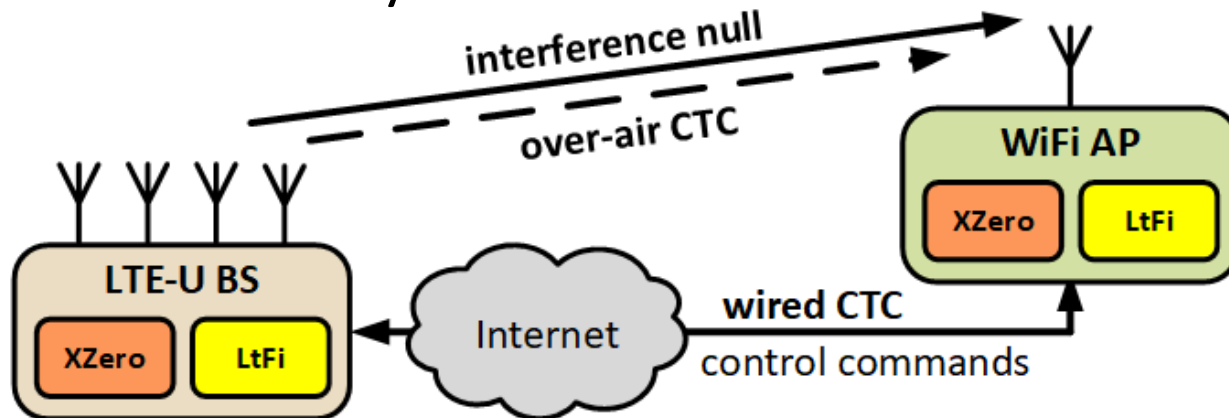 interference null
over-air CTC
WiFi AP
XZero
LtFi
LTE-U BS
XZero
LtFi
Internet
wired CTC
control commands